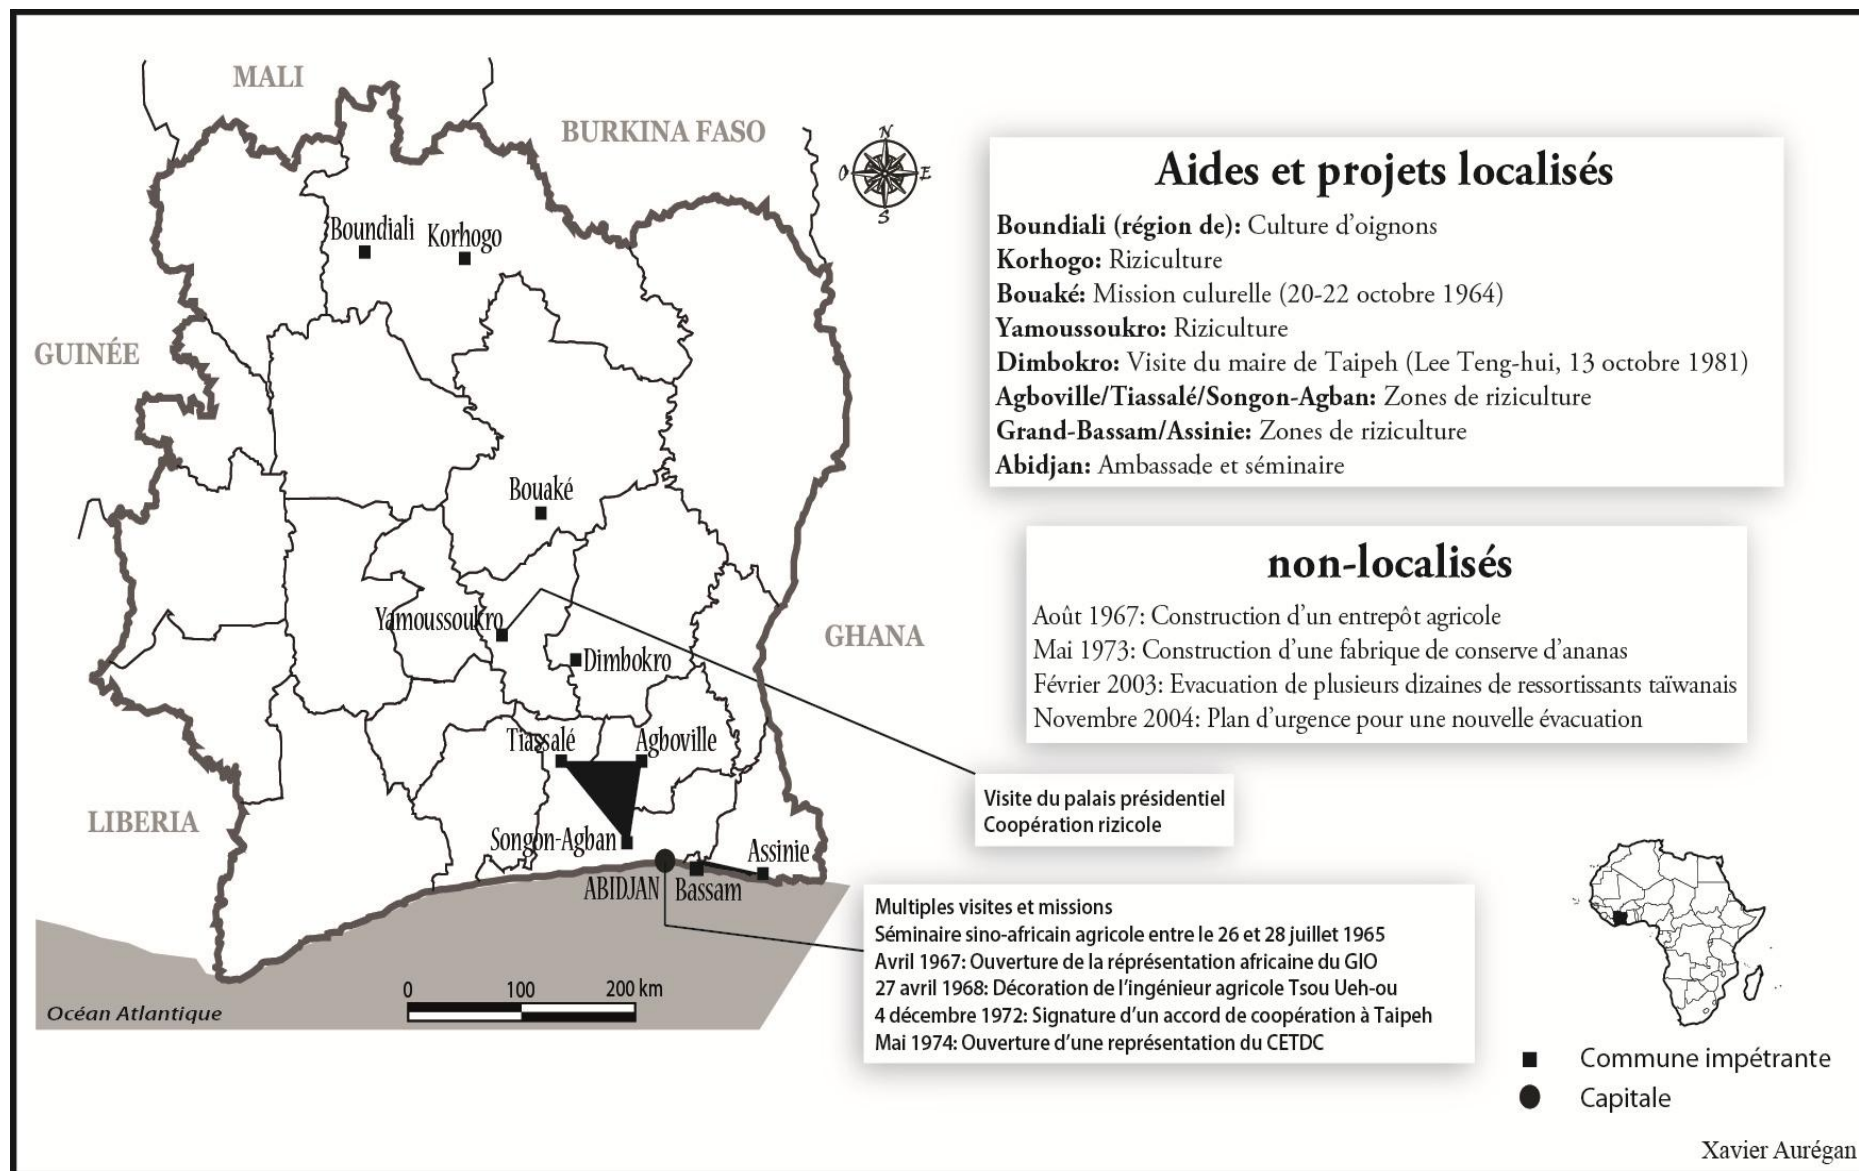 MALI
BURKINA FASO
N
O
E
S
Boundiali
Korhogo
GUINÉE
Bouaké
Yamoussoukro
Dimbokro
GHANA
Tiassalé
Agboville
LIBERIA
Songon-Agban
Assinie
ABIDJAN
Bassam
0 100 200 km
Océan Atlantique
Aides et projets localisés
Boundiali (région de): Culture d'oignons
Korhogo: Riziculture
Bouaké: Mission culurelle (20-22 octobre 1964)
Yamoussoukro: Riziculture
Dimbokro: Visite du maire de Taipeh (Lee Teng-hui, 13 octobre 1981)
Agboville/Tiassalé/Songon-Agban: Zones de riziculture
Grand-Bassam/Assinie: Zones de riziculture
Abidjan: Ambassade et séminaire
non-localisés
Août 1967: Construction d'un entrepôt agricole
Mai 1973: Construction d'une fabrique de conserve d'ananas
Février 2003: Evacuation de plusieurs dizaines de ressortissants taïwanais
Novembre 2004: Plan d'urgence pour une nouvelle évacuation
Visite du palais présidentiel
Coopération rizicole
Multiples visites et missions
Séminaire sino-africain agricole entre le 26 et 28 juillet 1965
Avril 1967: Ouverture de la réprésentation africaine du GIO
27 avril 1968: Décoration de l'ingénieur agricole Tsou Ueh-ou
4 décembre 1972: Signature d'un accord de coopération à Taipeh
Mai 1974: Ouverture d'une représentation du CETDC
Commune impétrante
Capitale
Xavier Aurégan